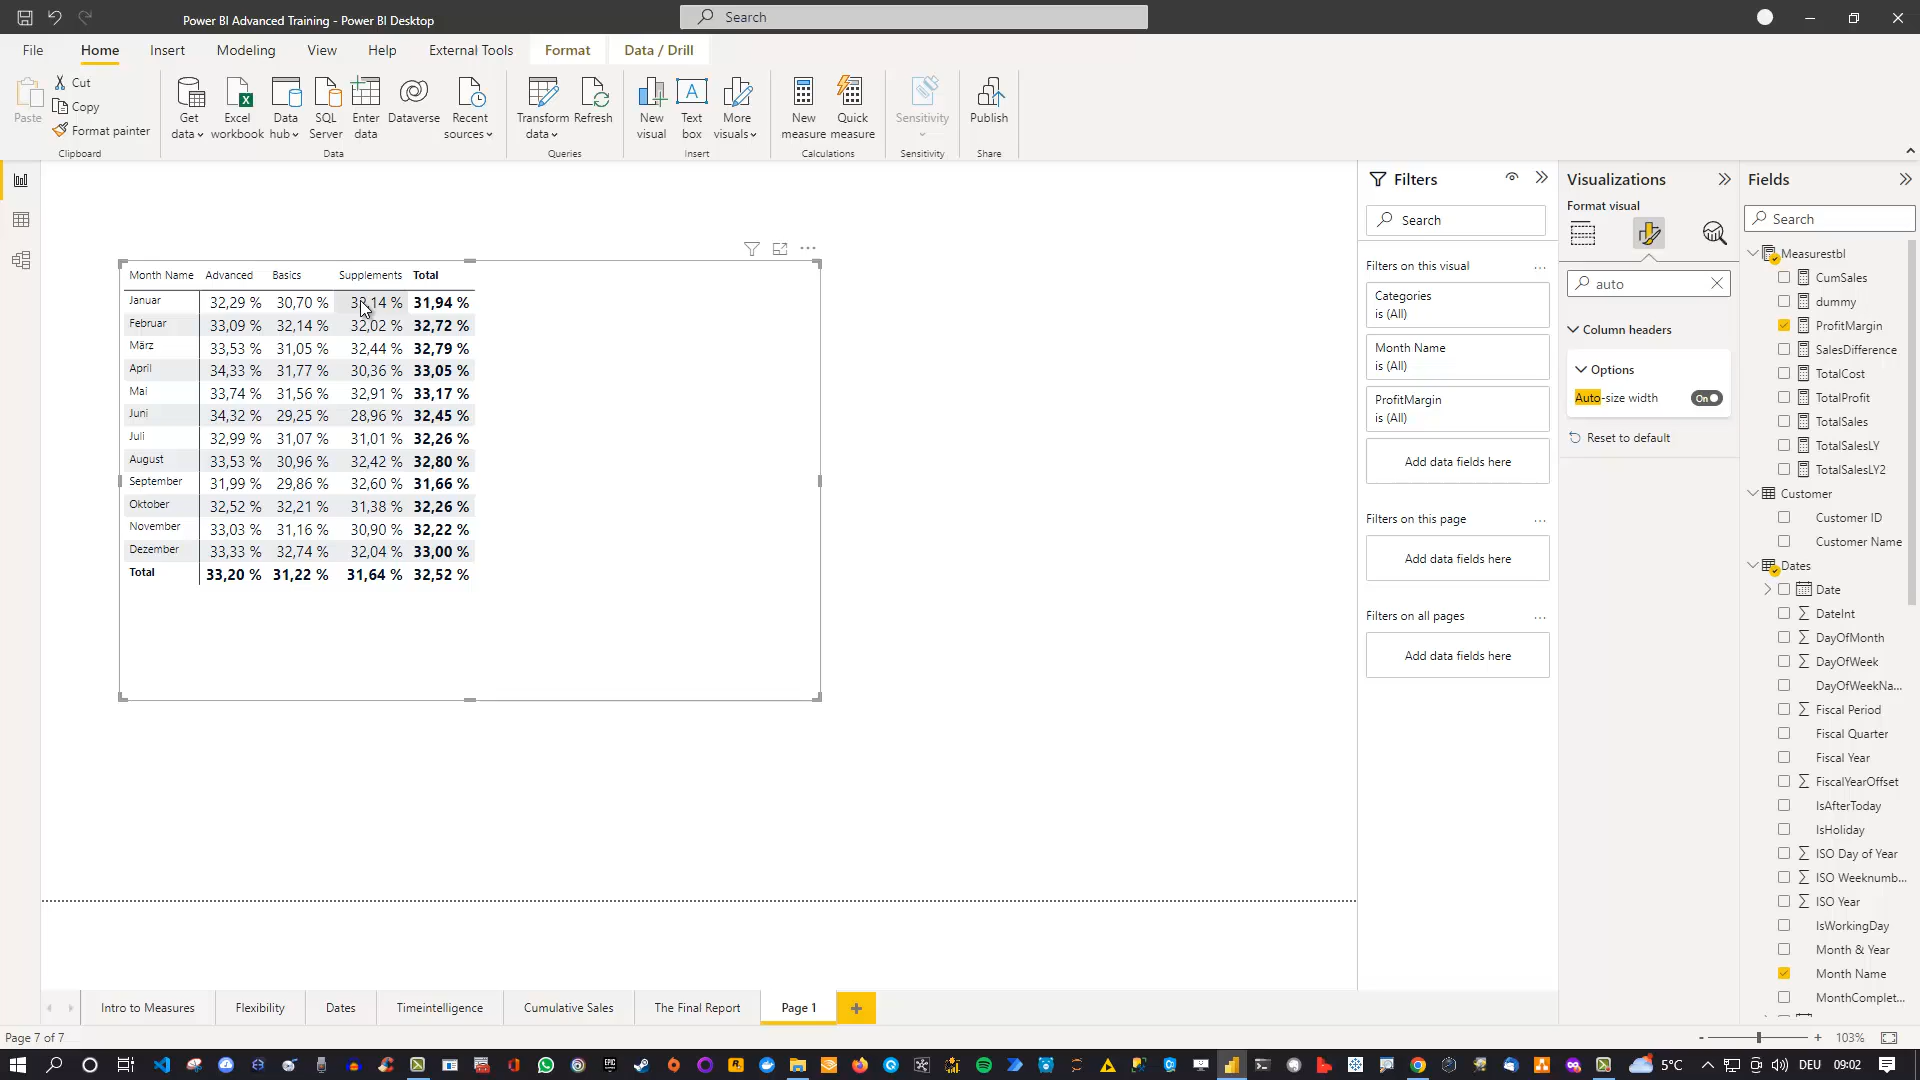 Power BI Advanced Training - Power BI Desktop
Search
File Home Insert Modeling View Help External Tools Format Data / Drill
Paste
Cut
Copy
Format painter
Clipboard
Get data
Excel workbook
Data hub
SQL Server
Enter data
Dataverse
Recent sources
Data
Transform data
Refresh
Queries
New visual
Text box
More visuals
Insert
New measure
Quick measure
Calculations
Sensitivity
Sensitivity
Publish
Share
Month Name Advanced Basics Supplements Total
Januar 32,29 % 30,70 % 31,94 %
Februar 33,09 % 32,14 % 32,02 % 32,72 %
März 33,53 % 31,05 % 32,44 % 32,79 %
April 34,33 % 31,77 % 30,36 % 33,05 %
Mai 33,74 % 31,56 % 32,91 % 33,17 %
Juni 34,32 % 29,25 % 28,96 % 32,45 %
Juli 32,99 % 31,07 % 31,01 % 32,26 %
August 33,53 % 30,96 % 32,42 % 32,80 %
September 31,99 % 29,86 % 32,60 % 31,66 %
Oktober 32,52 % 32,21 % 31,38 % 32,26 %
November 33,03 % 31,16 % 30,90 % 32,22 %
Dezember 33,33 % 32,74 % 32,04 % 33,00 %
Total 33,20 % 31,22 % 31,64 % 32,52 %
Filters
Search
Filters on this visual ...
Categories
is (All)
Month Name
is (All)
ProfitMargin
is (All)
Add data fields here
Filters on this page ...
Add data fields here
Filters on all pages ...
Add data fields here
Visualizations
Format visual
auto
Column headers
Options
Auto-size width On
Reset to default
Fields
Search
Measurestbl
CumSales
dummy
ProfitMargin
SalesDifference
TotalCost
TotalProfit
TotalSales
TotalSalesLY
TotalSalesLY2
Customer
Customer ID
Customer Name
Dates
Date
DateInt
DayOfMonth
DayOfWeek
DayOfWeekNa...
Fiscal Period
Fiscal Quarter
Fiscal Year
FiscalYearOffset
IsAfterToday
IsHoliday
ISO Day of Year
ISO Weeknumb...
ISO Year
IsWorkingDay
Month & Year
Month Name
MonthComplet...
Intro to Measures Flexibility Dates Timeintelligence Cumulative Sales The Final Report Page 1 +
Page 7 of 7
- + 103%
5°C DEU 09:02